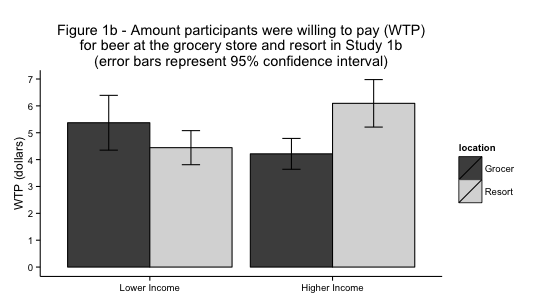 Figure 1b - Amount participants were willing to pay (WTP)
for beer at the grocery store and resort in Study 1b
(error bars represent 95% confidence interval)
7
6
5
4
3
2
1
0
WTP (dollars)
Lower Income
Higher Income
location
Grocer
Resort